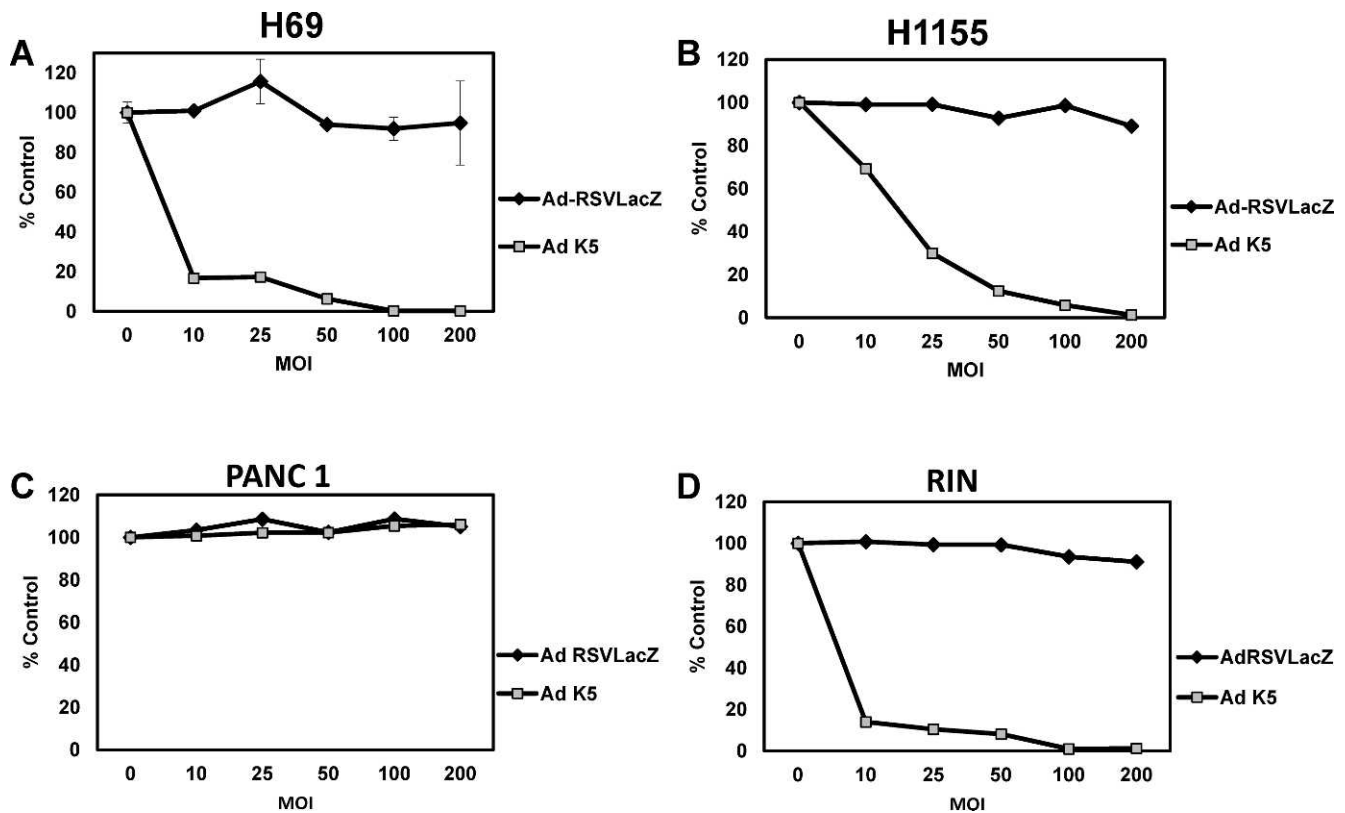 A
H69
120
100
80
60
40
20
0
% Control
0 10 25 50 100 200
MOI
Ad-RSVLacZ
Ad K5
B
H1155
120
100
80
60
40
20
0
% Control
0 10 25 50 100 200
MOI
Ad-RSVLacZ
Ad K5
C
PANC 1
120
100
80
60
40
20
0
% Control
0 10 25 50 100 200
MOI
Ad RSVLacZ
Ad K5
D
RIN
120
100
80
60
40
20
0
% Control
0 10 25 50 100 200
MOI
AdRSVLacZ
Ad K5